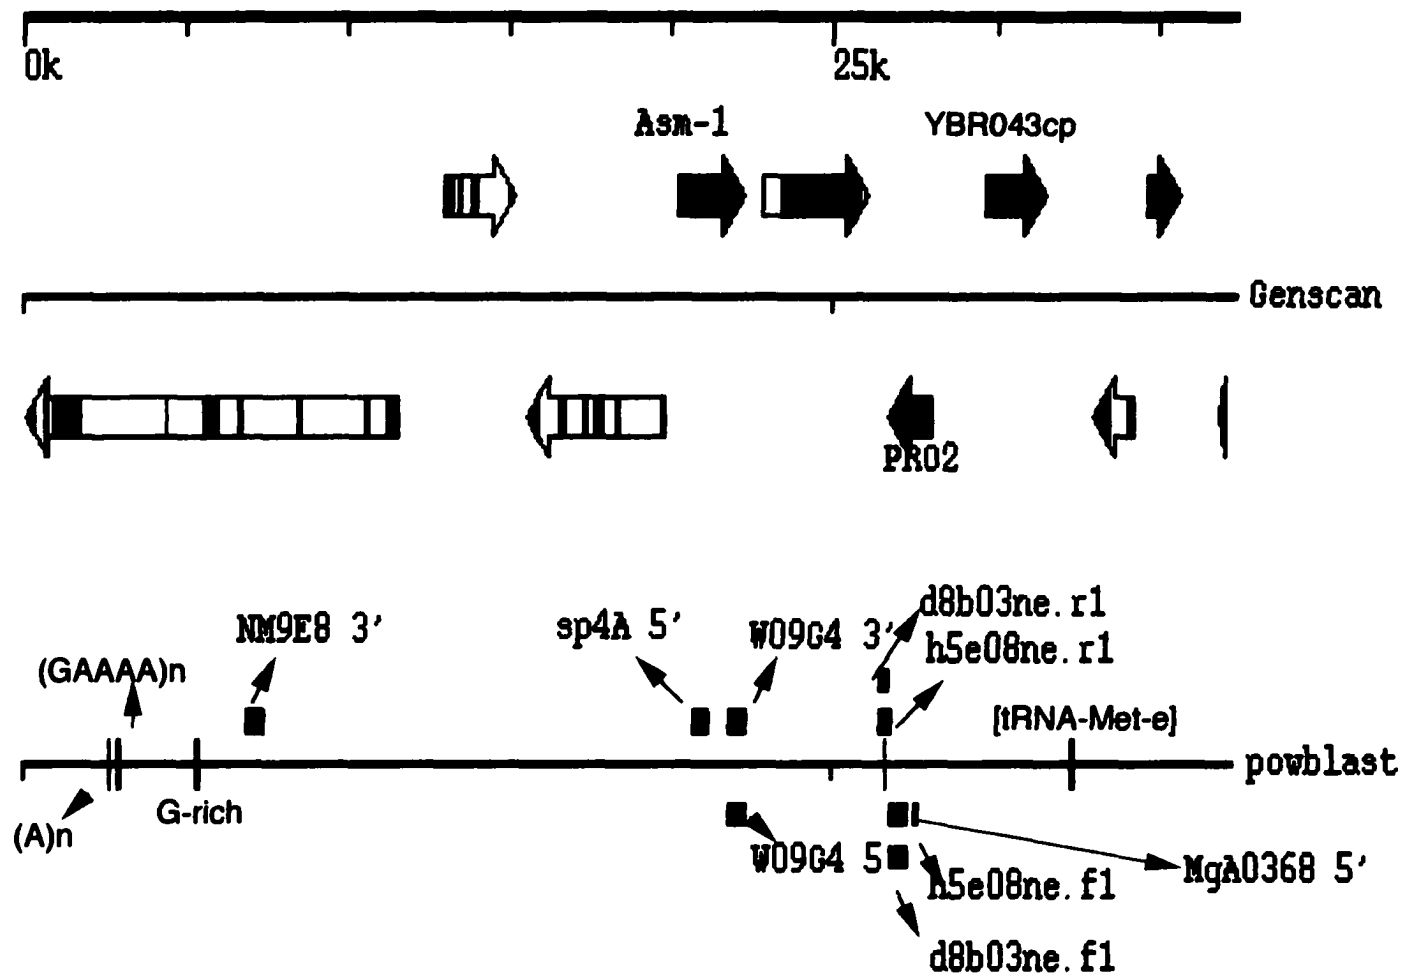 0k 25k
Asm-1 YBR043cp
Genscan
PRO2
d8b03ne.r1
NM9E8 3' sp4A 5' W09G4 3' h5e08ne.r1
(GAAAA)n
[tRNA-Met-e]
powblast
G-rich
(A)n
W09G4 5 MgA0368 5'
h5e08ne.f1
d8b03ne.f1